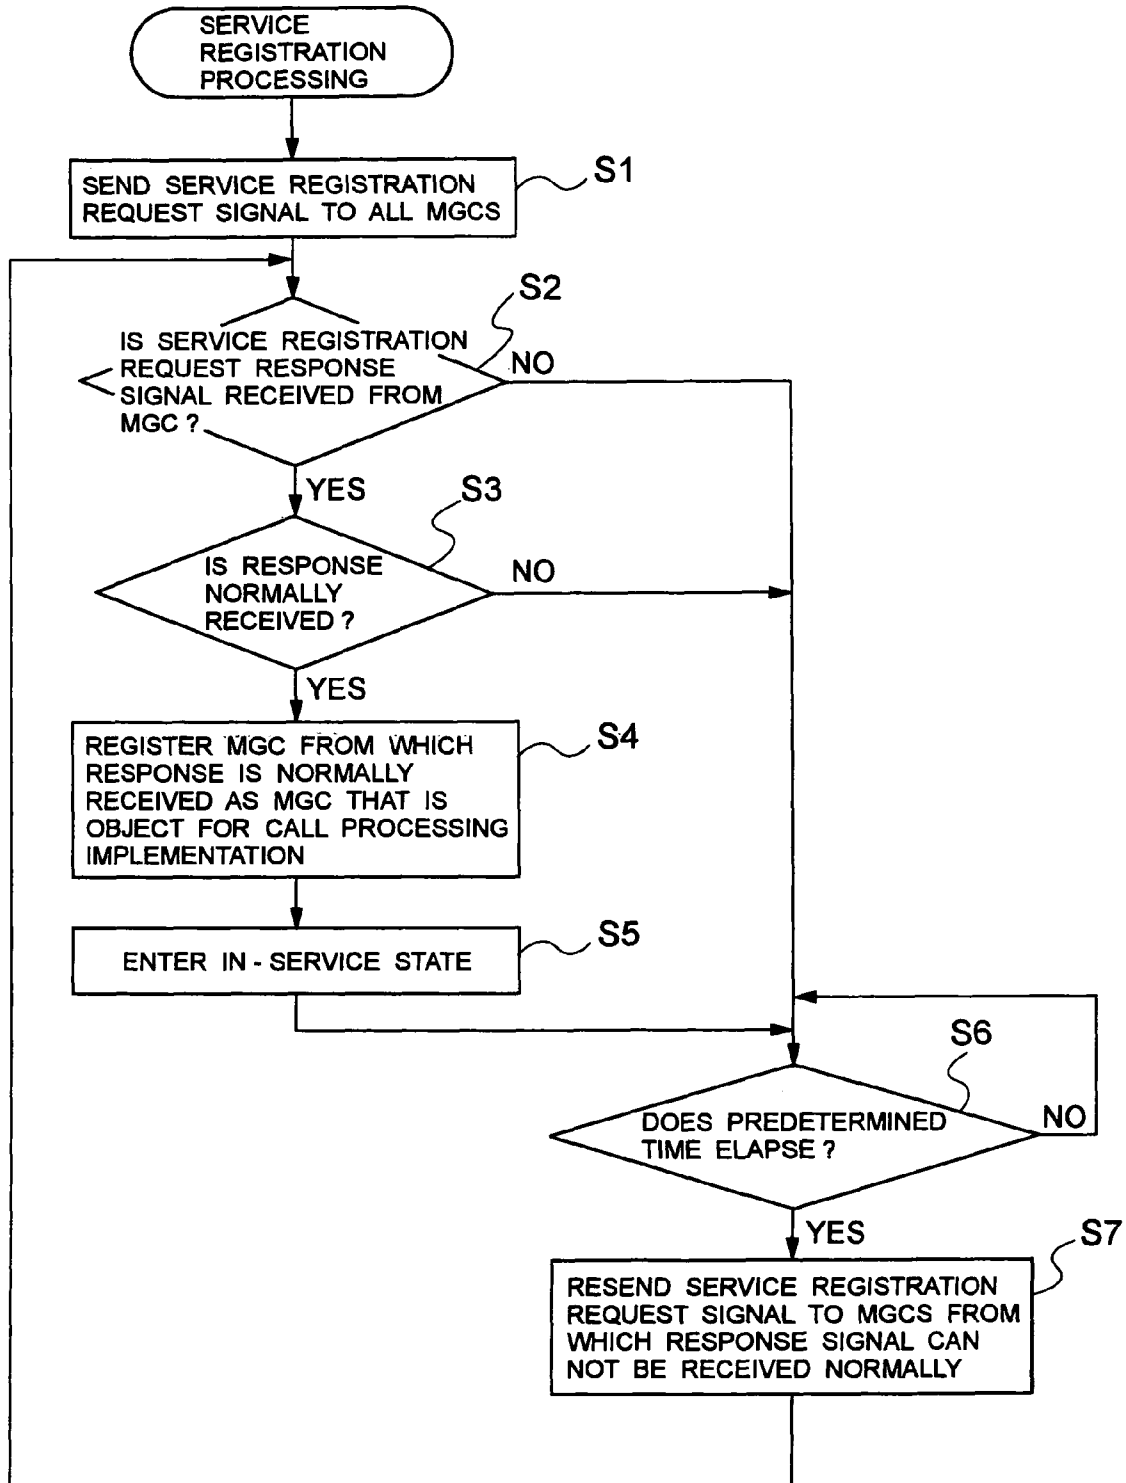 SERVICE
REGISTRATION
PROCESSING
SEND SERVICE REGISTRATION
REQUEST SIGNAL TO ALL MGCS
S1
IS SERVICE REGISTRATION
REQUEST RESPONSE
SIGNAL RECEIVED FROM
MGC ?
S2
NO
YES
IS RESPONSE
NORMALLY
RECEIVED ?
S3
NO
YES
REGISTER MGC FROM WHICH
RESPONSE IS NORMALLY
RECEIVED AS MGC THAT IS
OBJECT FOR CALL PROCESSING
IMPLEMENTATION
S4
ENTER IN - SERVICE STATE
S5
DOES PREDETERMINED
TIME ELAPSE ?
S6
NO
YES
RESEND SERVICE REGISTRATION
REQUEST SIGNAL TO MGCS FROM
WHICH RESPONSE SIGNAL CAN
NOT BE RECEIVED NORMALLY
S7